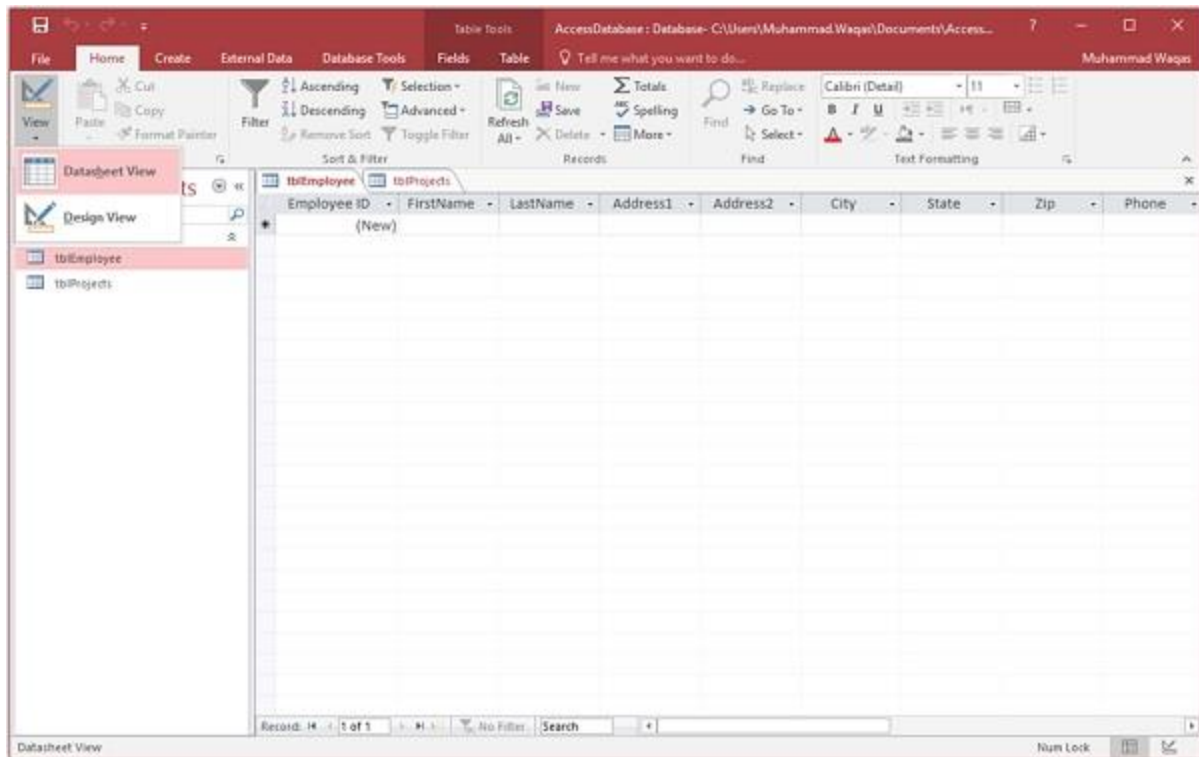 Table Tools AccessDatabase : Database- C:\Users\Muhammad.Waqas\Documents\Access... ?
File Home Create External Data Database Tools Fields Table Tell me what you want to do... Muhammad Waqas
View
Paste
Cut
Copy
Format Painter
Filter
Ascending
Descending
Remove Sort
Selection
Advanced
Toggle Filter
Sort & Filter
Refresh
All
New
Save
Delete
Totals
Spelling
More
Records
Find
Replace
Go To
Select
Find
Calibri (Detail) 11
B I U
A
Text Formatting
Datasheet View
Design View
ts
tblEmployee
tblProjects
tblEmployee tblProjects
Employee ID FirstName LastName Address1 Address2 City State Zip Phone
(New)
Record: 1 of 1 No Filter Search
Datasheet View Num Lock